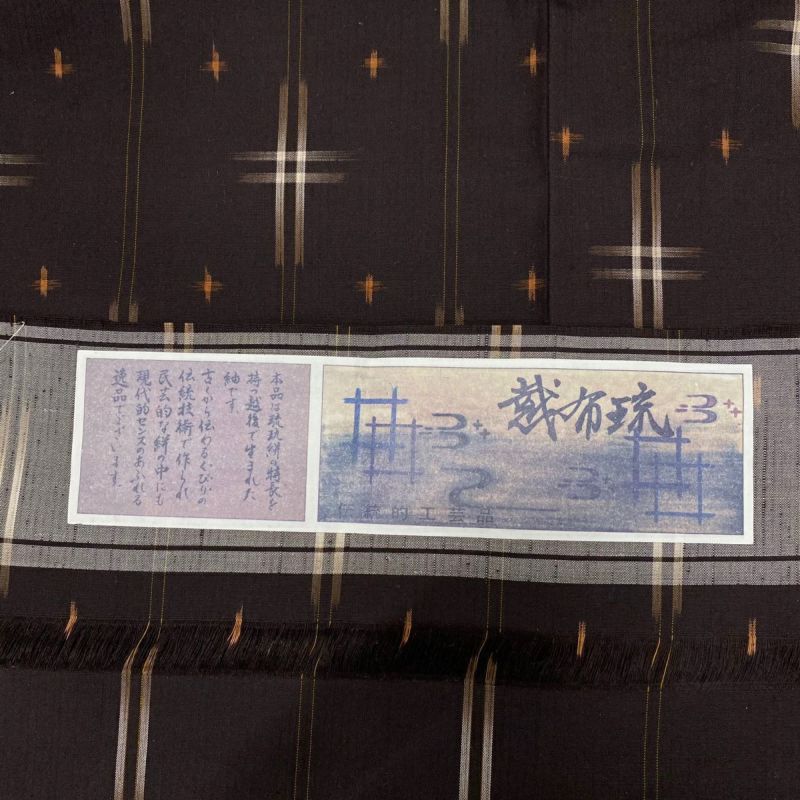 布琉
伝統的工芸品
本品は琉球絣の特長を
持つ越後で生まれた
紬です。
古くから伝わるくびりの
伝統技術で作られ
民芸的な絣の中にも
現代的センスのあふれる
逸品でございます。